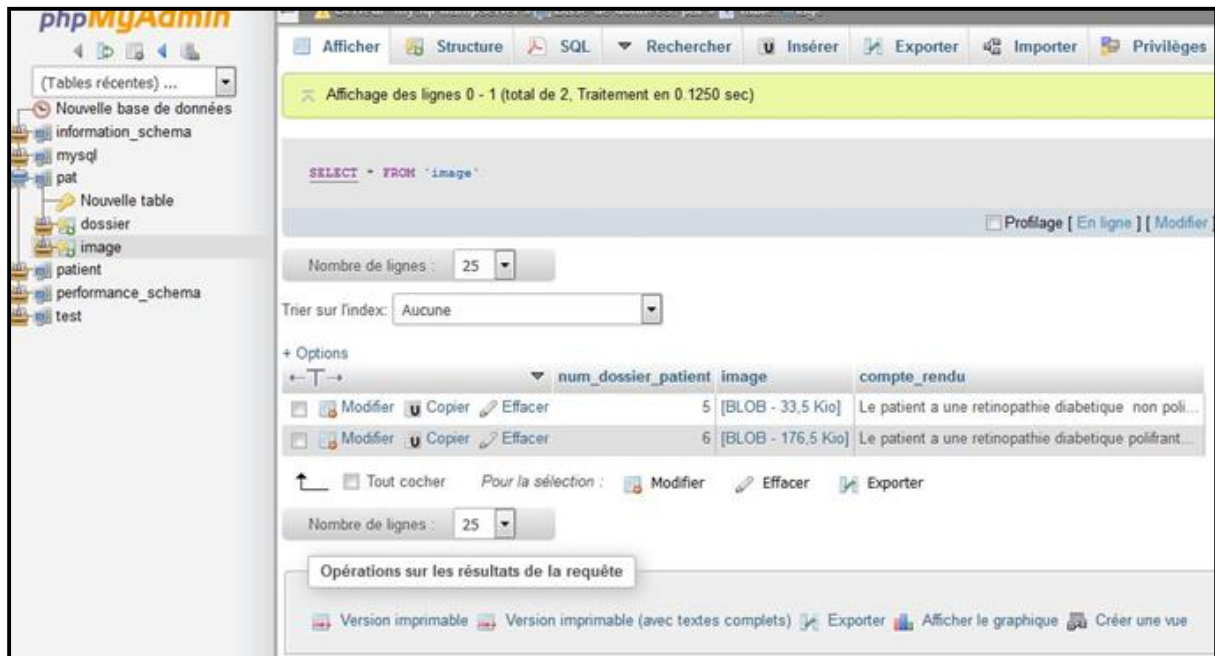 phpMyAdmin
(Tables récentes) ...
Nouvelle base de données
information_schema
mysql
pat
Nouvelle table
dossier
image
patient
performance_schema
test
Afficher Structure SQL Rechercher Insérer Exporter Importer Privilèges
Affichage des lignes 0 - 1 (total de 2, Traitement en 0.1250 sec)
SELECT * FROM `image`
Profilage [ En ligne ] [ Modifier ]
Nombre de lignes : 25
Trier sur l'index: Aucune
+ Options
←T→ num_dossier_patient image compte_rendu
Modifier Copier Effacer 5 [BLOB - 33,5 Kio] Le patient a une retinopathie diabetique non poli...
Modifier Copier Effacer 6 [BLOB - 176,5 Kio] Le patient a une retinopathie diabetique polifrant...
Tout cocher Pour la sélection : Modifier Effacer Exporter
Nombre de lignes : 25
Opérations sur les résultats de la requête
Version imprimable Version imprimable (avec textes complets) Exporter Afficher le graphique Créer une vue